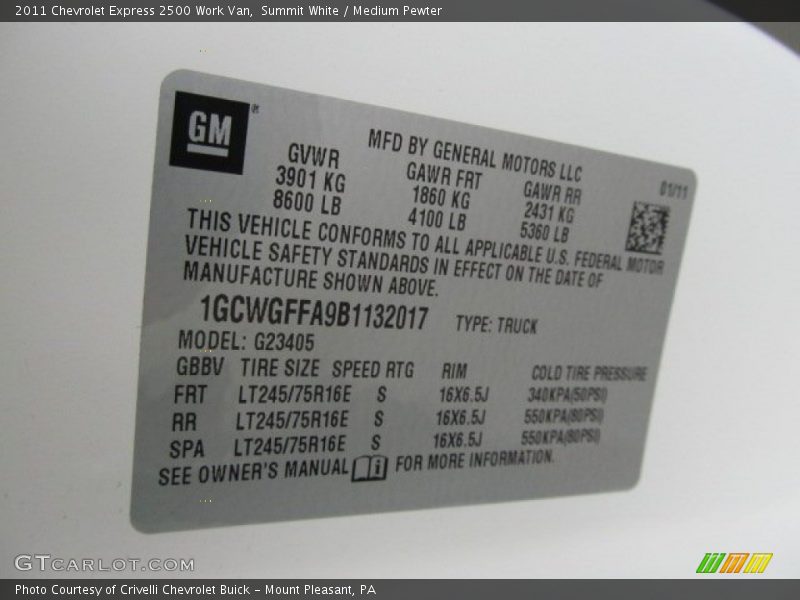 2011 Chevrolet Express 2500 Work Van, Summit White / Medium Pewter
GM ®
MFD BY GENERAL MOTORS LLC
01/11
GVWR GAWR FRT GAWR RR
3901 KG 1860 KG 2431 KG
8600 LB 4100 LB 5360 LB
THIS VEHICLE CONFORMS TO ALL APPLICABLE U.S. FEDERAL MOTOR
VEHICLE SAFETY STANDARDS IN EFFECT ON THE DATE OF
MANUFACTURE SHOWN ABOVE.
1GCWGFFA9B1132017 TYPE: TRUCK
MODEL: G23405
GBBV TIRE SIZE SPEED RTG RIM COLD TIRE PRESSURE
FRT LT245/75R16E S 16X6.5J 340KPA(50PSI)
RR LT245/75R16E S 16X6.5J 550KPA(80PSI)
SPA LT245/75R16E S 16X6.5J 550KPA(80PSI)
SEE OWNER'S MANUAL i FOR MORE INFORMATION.
GTCARLOT.COM
Photo Courtesy of Crivelli Chevrolet Buick - Mount Pleasant, PA